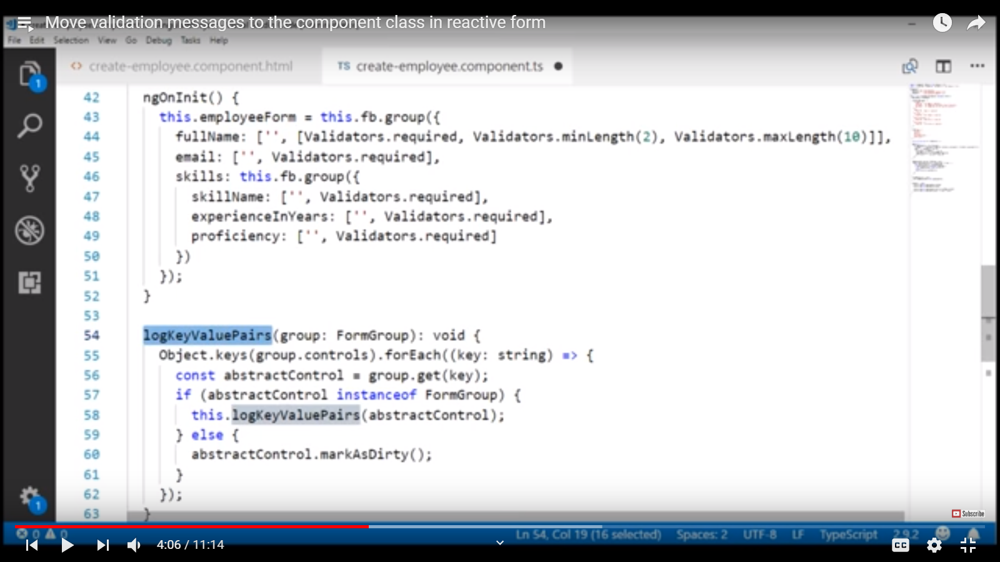 Move validation messages to the component class in reactive form
File Edit Selection View Go Debug Tasks Help
create-employee.component.html
TS create-employee.component.ts
1
42 ngOnInit() {
43 this.employeeForm = this.fb.group({
44 fullName: ['', [Validators.required, Validators.minLength(2), Validators.maxLength(10)]],
45 email: ['', Validators.required],
46 skills: this.fb.group({
47 skillName: ['', Validators.required],
48 experienceInYears: ['', Validators.required],
49 proficiency: ['', Validators.required]
50 })
51 });
52 }
53
54 logKeyValuePairs(group: FormGroup): void {
55 Object.keys(group.controls).forEach((key: string) => {
56 const abstractControl = group.get(key);
57 if (abstractControl instanceof FormGroup) {
58 this.logKeyValuePairs(abstractControl);
59 } else {
60 abstractControl.markAsDirty();
61 }
62 });
63 }
1
Subscribe
0 0 Ln 54, Col 19 (16 selected) Spaces: 2 UTF-8 LF TypeScript 2.9.2
4:06 / 11:14
CC